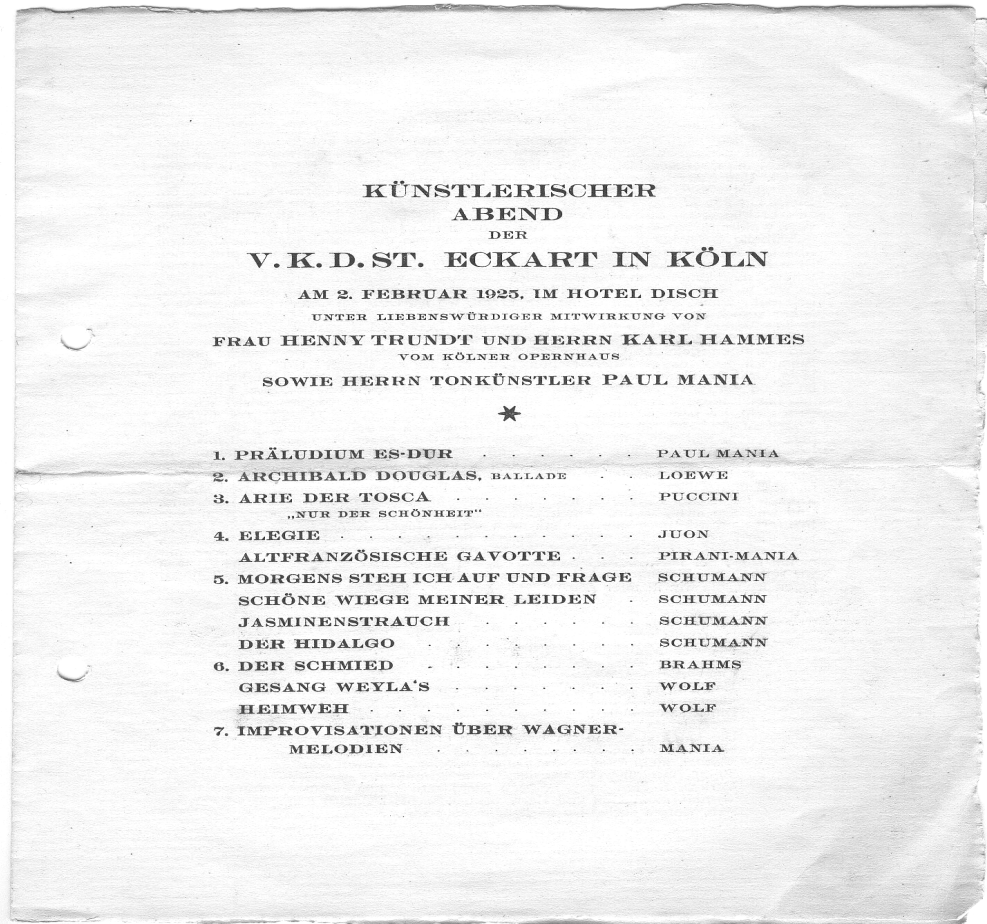 KÜNSTLERISCHER
ABEND
DER
V. K. D. ST. ECKART IN KÖLN
AM 2. FEBRUAR 1925, IM HOTEL DISCH
UNTER LIEBENSWÜRDIGER MITWIRKUNG VON
FRAU HENNY TRUNDT UND HERRN KARL HAMMES
VOM KÖLNER OPERNHAUS
SOWIE HERRN TONKÜNSTLER PAUL MANIA
1. PRÄLUDIUM ES-DUR . . . . . . PAUL MANIA
2. ARCHIBALD DOUGLAS, BALLADE . . LOEWE
3. ARIE DER TOSCA . . . . . . . PUCCINI
„NUR DER SCHÖNHEIT"
4. ELEGIE . . . . . . . . . . . JUON
ALTFRANZÖSISCHE GAVOTTE . . . PIRANI-MANIA
5. MORGENS STEH ICH AUF UND FRAGE SCHUMANN
SCHÖNE WIEGE MEINER LEIDEN . SCHUMANN
JASMINENSTRAUCH . . . . . . . SCHUMANN
DER HIDALGO . . . . . . . . SCHUMANN
6. DER SCHMIED . . . . . . . . BRAHMS
GESANG WEYLA'S . . . . . . . WOLF
HEIMWEH . . . . . . . . . . WOLF
7. IMPROVISATIONEN ÜBER WAGNER-
MELODIEN . . . . . . . . MANIA